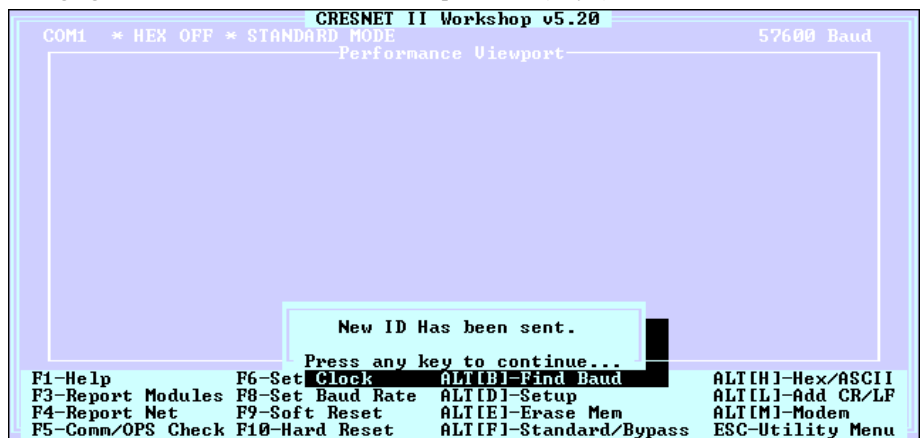 CRESNET II Workshop v5.20
COM1 * HEX OFF * STANDARD MODE 57600 Baud
Performance Viewport
New ID Has been sent.
Press any key to continue...
F1-Help F6-Set Clock ALT[B]-Find Baud ALT[H]-Hex/ASCII
F3-Report Modules F8-Set Baud Rate ALT[D]-Setup ALT[L]-Add CR/LF
F4-Report Net F9-Soft Reset ALT[E]-Erase Mem ALT[M]-Modem
F5-Comm/OPS Check F10-Hard Reset ALT[F]-Standard/Bypass ESC-Utility Menu